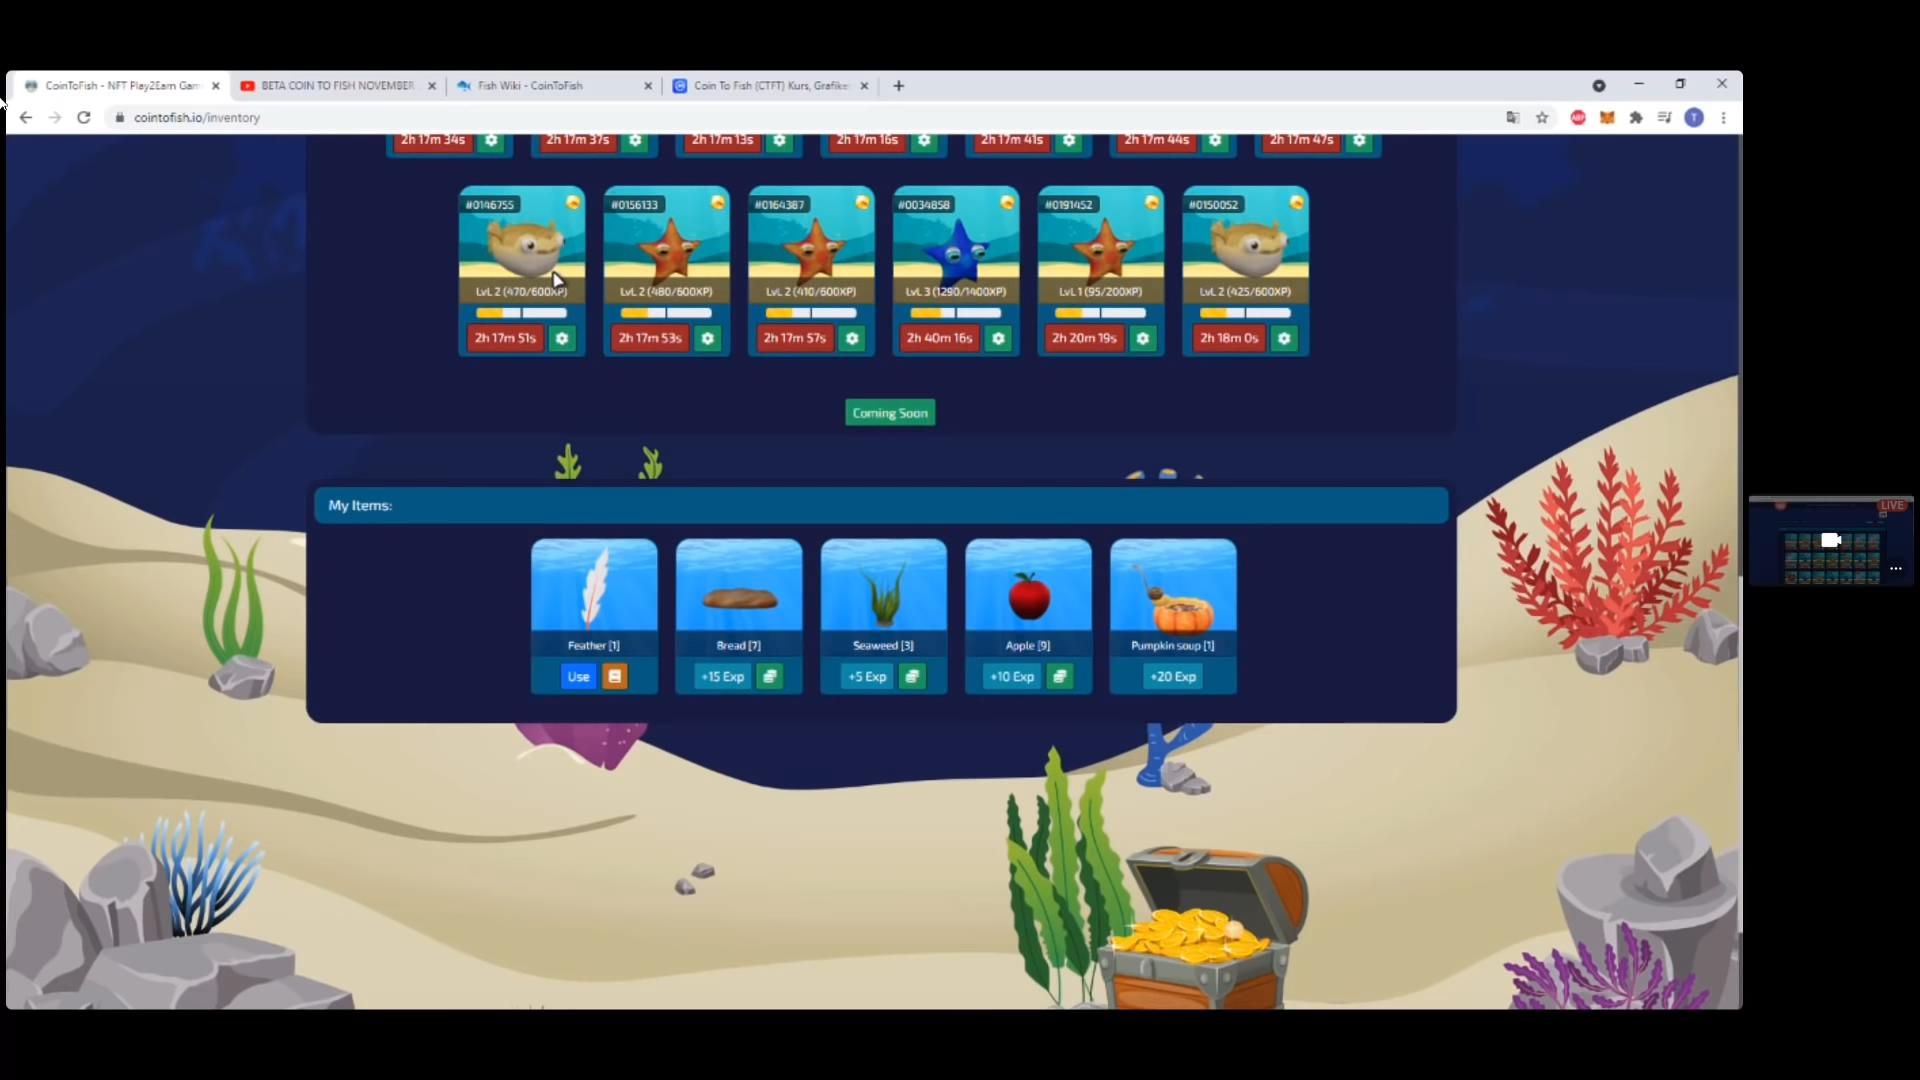 CoinToFish - NFT Play2Earn Gam
BETA COIN TO FISH NOVEMBER
Fish Wiki - CoinToFish
Coin To Fish (CTFT) Kurs, Grafike
cointofish.io/inventory
ABP
T
2h 17m 34s
2h 17m 37s
2h 17m 13s
2h 17m 16s
2h 17m 41s
2h 17m 44s
2h 17m 47s
#0146755
#0156133
#0164387
#0034858
#0191452
#0150052
LvL 2 (470/600XP)
LvL 2 (480/600XP)
LvL 2 (410/600XP)
LvL 3 (1290/1400XP)
LvL 1 (95/200XP)
LvL 2 (425/600XP)
2h 17m 51s
2h 17m 53s
2h 17m 57s
2h 40m 16s
2h 20m 19s
2h 18m 0s
Coming Soon
My Items:
Feather [1]
Bread [7]
Seaweed [3]
Apple [9]
Pumpkin soup [1]
Use
+15 Exp
+5 Exp
+10 Exp
+20 Exp
LIVE